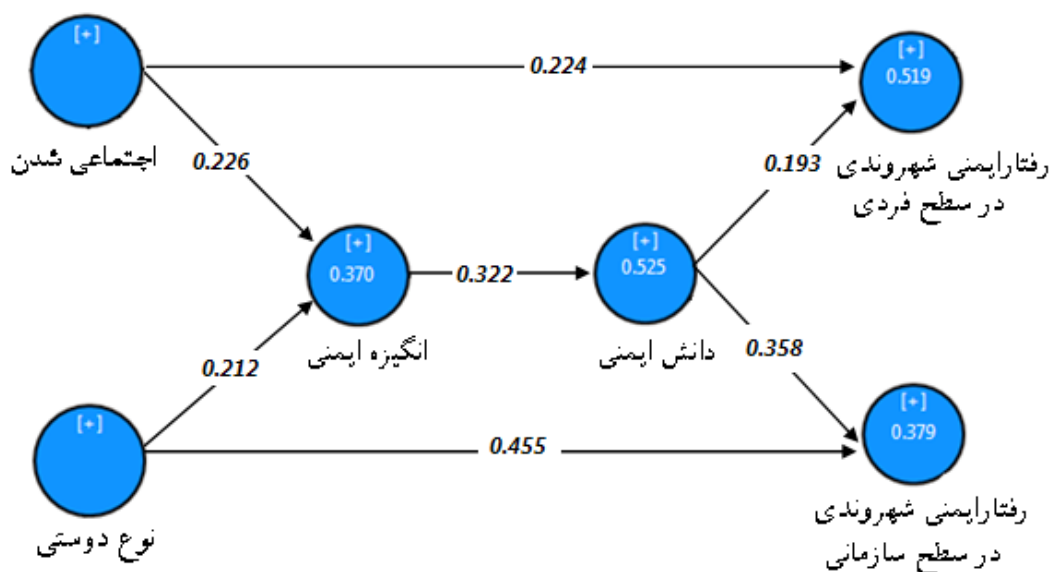 [+]
[+]
0.519
0.224
اجتماعی شدن
0.226
0.193
رفتارایمنی شهروندی
در سطح فردی
[+]
0.370
0.322
[+]
0.525
انگیزه ایمنی
دانش ایمنی
0.212
0.358
[+]
[+]
0.379
0.455
نوع دوستی
رفتارایمنی شهروندی
در سطح سازمانی